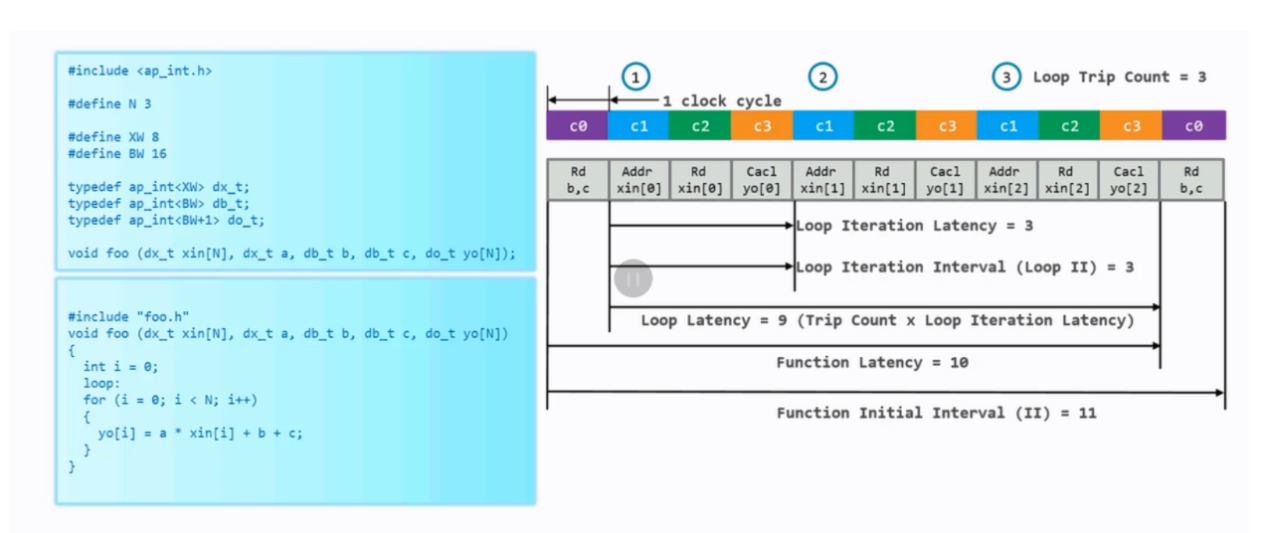 #include <ap_int.h>
#define N 3
#define XW 8
#define BW 16
typedef ap_int<XW> dx_t;
typedef ap_int<BW> db_t;
typedef ap_int<BW+1> do_t;
void foo (dx_t xin[N], dx_t a, db_t b, db_t c, do_t yo[N]);
#include "foo.h"
void foo (dx_t xin[N], dx_t a, db_t b, db_t c, do_t yo[N])
{
int i = 0;
loop:
for (i = 0; i < N; i++)
{
yo[i] = a * xin[i] + b + c;
}
}
1 2 3 Loop Trip Count = 3
1 clock cycle
c0 c1 c2 c3 c1 c2 c3 c1 c2 c3 c0
Rd Addr Rd Cacl Addr Rd Cacl Addr Rd Cacl Rd
b,c xin[0] xin[0] yo[0] xin[1] xin[1] yo[1] xin[2] xin[2] yo[2] b,c
Loop Iteration Latency = 3
Loop Iteration Interval (Loop II) = 3
Loop Latency = 9 (Trip Count x Loop Iteration Latency)
Function Latency = 10
Function Initial Interval (II) = 11